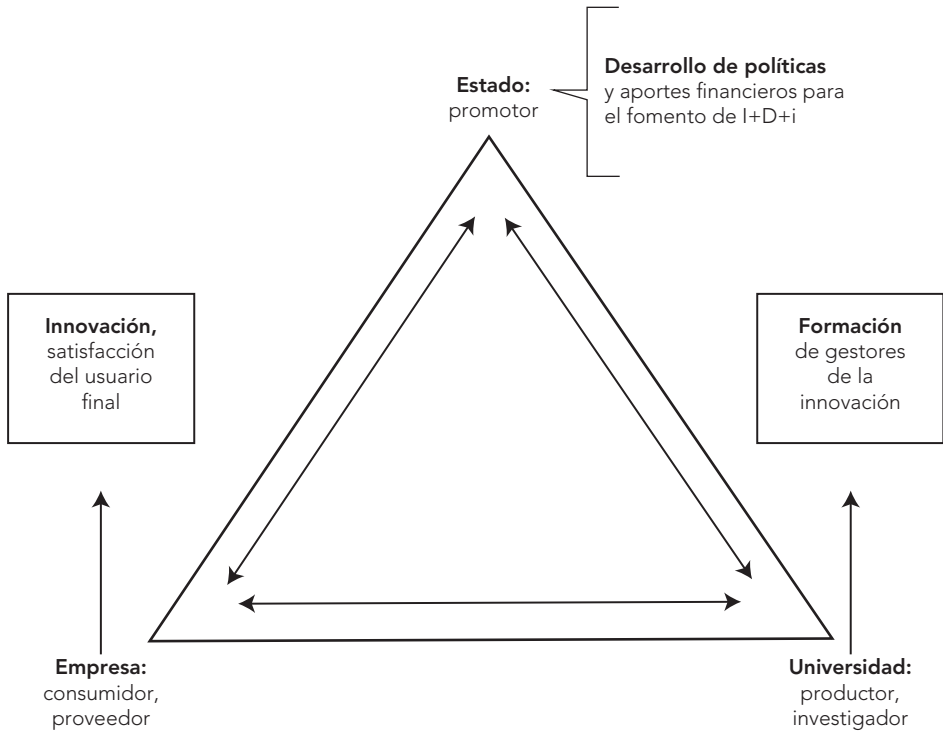 Estado:
promotor
Desarrollo de políticas
y aportes financieros para
el fomento de I+D+i
Innovación,
satisfacción
del usuario
final
Formación
de gestores
de la
innovación
Empresa:
consumidor,
proveedor
Universidad:
productor,
investigador